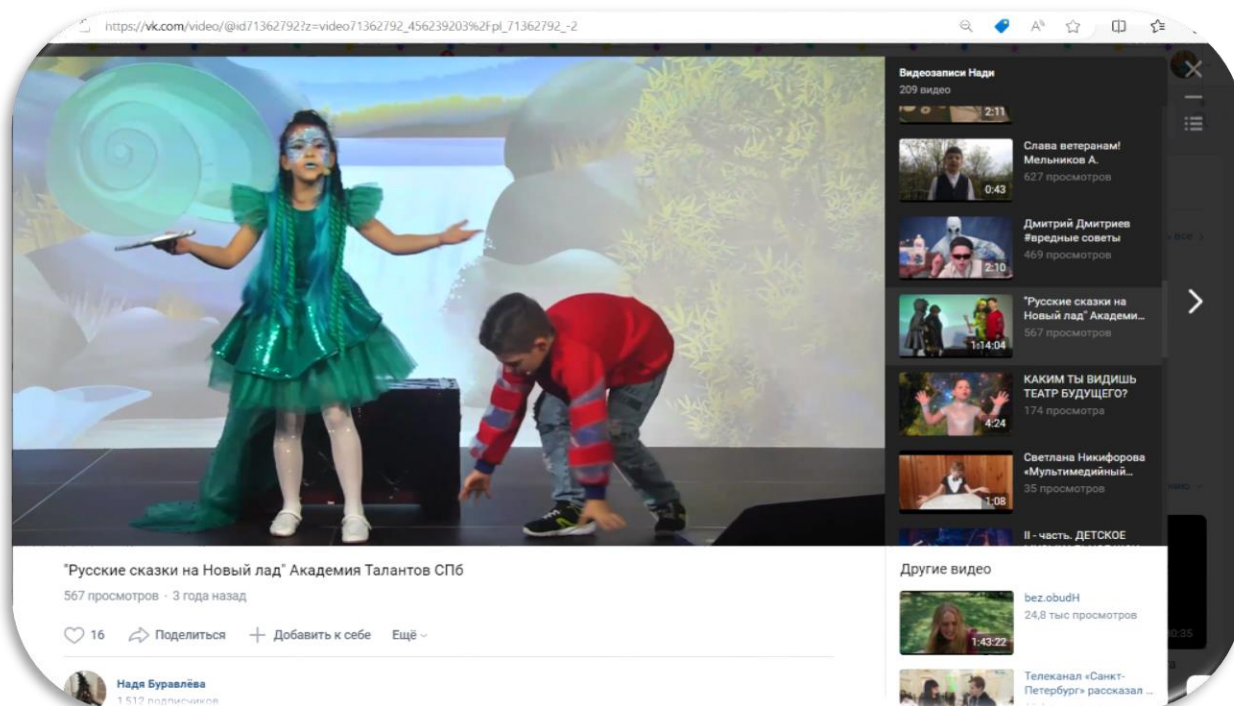 https://vk.com/video/@id71362792?z=video71362792_456239203%2Fpl_71362792_-2
Видеозаписи Нади
209 видео
2:11
Слава ветеранам!
Мельников А.
627 просмотров
0:43
Дмитрий Дмитриев
#вредные советы
469 просмотров
2:10
"Русские сказки на
Новый лад" Академи...
567 просмотров
1:14:04
КАКИМ ТЫ ВИДИШЬ
ТЕАТР БУДУЩЕГО?
174 просмотра
4:24
Светлана Никифорова
«Мультимедийный...
35 просмотров
1:08
II - часть. ДЕТСКОЕ
"Русские сказки на Новый лад" Академия Талантов СПб
567 просмотров · 3 года назад
16 Поделиться Добавить к себе Ещё
Надя Буравлёва
1 512 подписчиков
Другие видео
bez.obudH
24,8 тыс просмотров
1:43:22
Телеканал «Санкт-
Петербург» рассказал ...